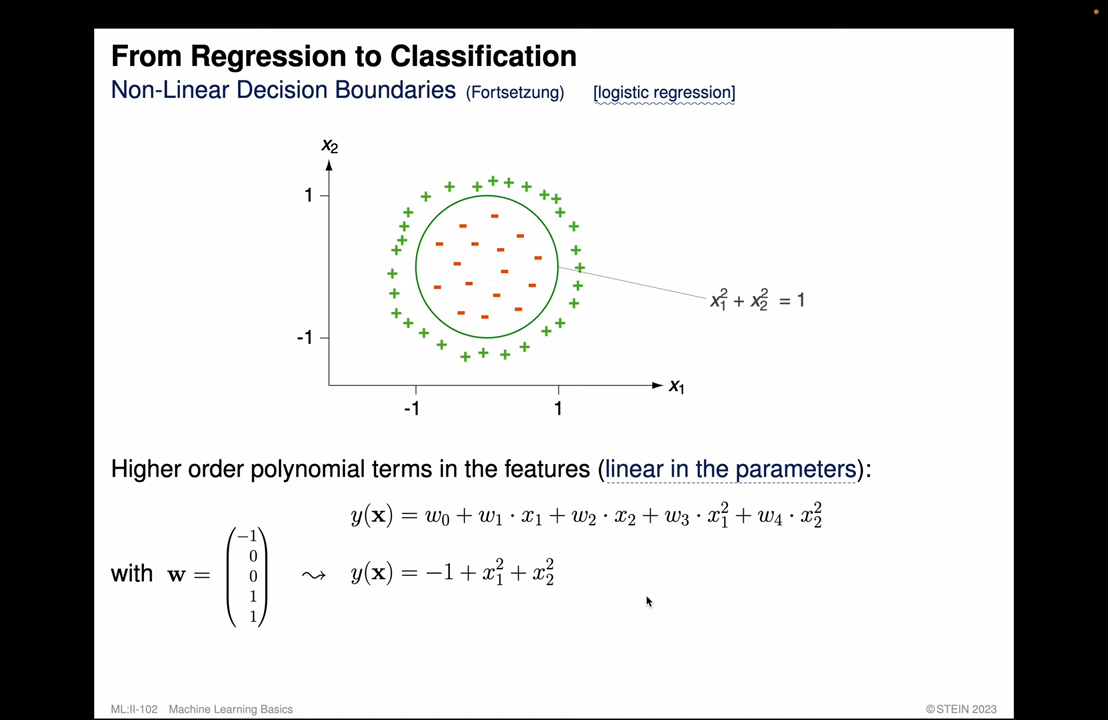 From Regression to Classification
Non-Linear Decision Boundaries (Fortsetzung) [logistic regression]
x₂
1
x₁² + x₂² = 1
-1
x₁
-1 1
Higher order polynomial terms in the features (linear in the parameters):
y(x) = w₀ + w₁ · x₁ + w₂ · x₂ + w₃ · x₁² + w₄ · x₂²
with w = (−1 0 0 1 1) ⇝ y(x) = −1 + x₁² + x₂²
ML:II-102 Machine Learning Basics ©STEIN 2023